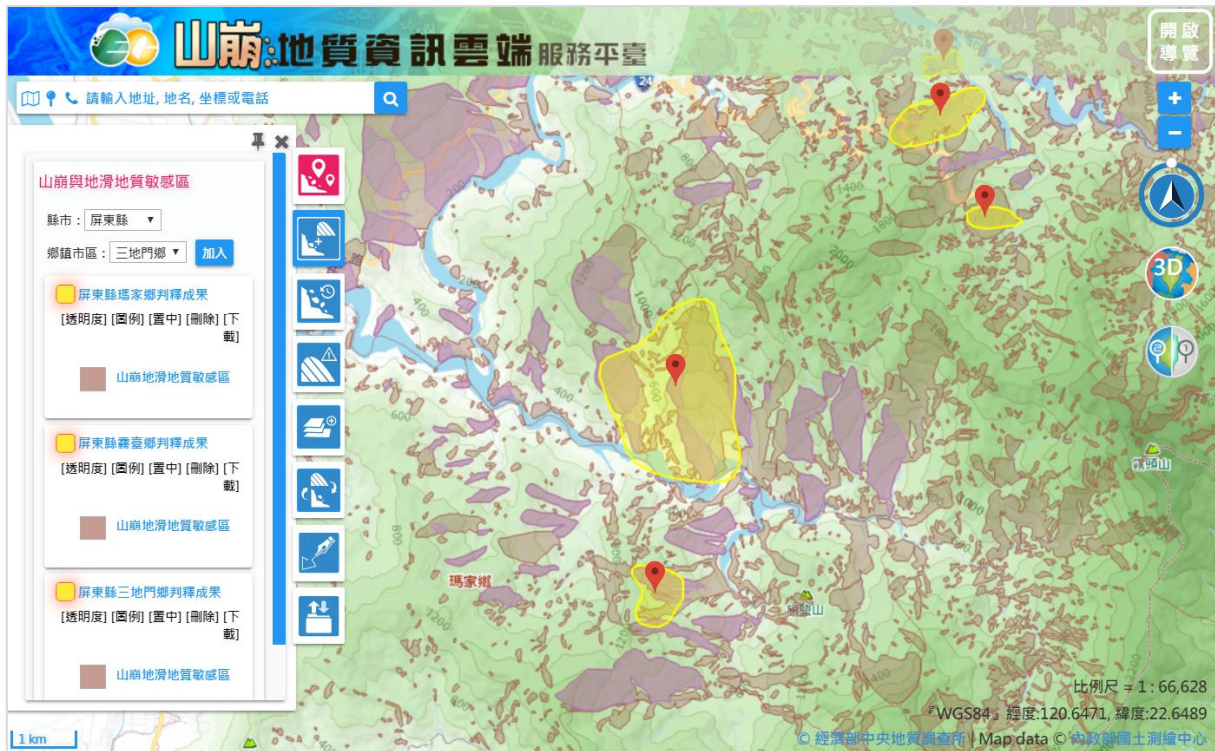 山崩地質資訊雲端服務平臺
開啟
導覽
請輸入地址, 地名, 坐標或電話
24
山崩與地滑地質敏感區
縣市：屏東縣
鄉鎮市區：三地門鄉 加入
屏東縣瑪家鄉判釋成果
[透明度] [圖例] [置中] [刪除] [下
載]
山崩地滑地質敏感區
屏東縣霧臺鄉判釋成果
[透明度] [圖例] [置中] [刪除] [下
載]
山崩地滑地質敏感區
屏東縣三地門鄉判釋成果
[透明度] [圖例] [置中] [刪除] [下
載]
山崩地滑地質敏感區
3D
霧頭山
瑪家鄉
比例尺 = 1 : 66,628
『WGS84』經度:120.6471, 緯度:22.6489
© 經濟部中央地質調查所 | Map data © 內政部國土測繪中心
1 km